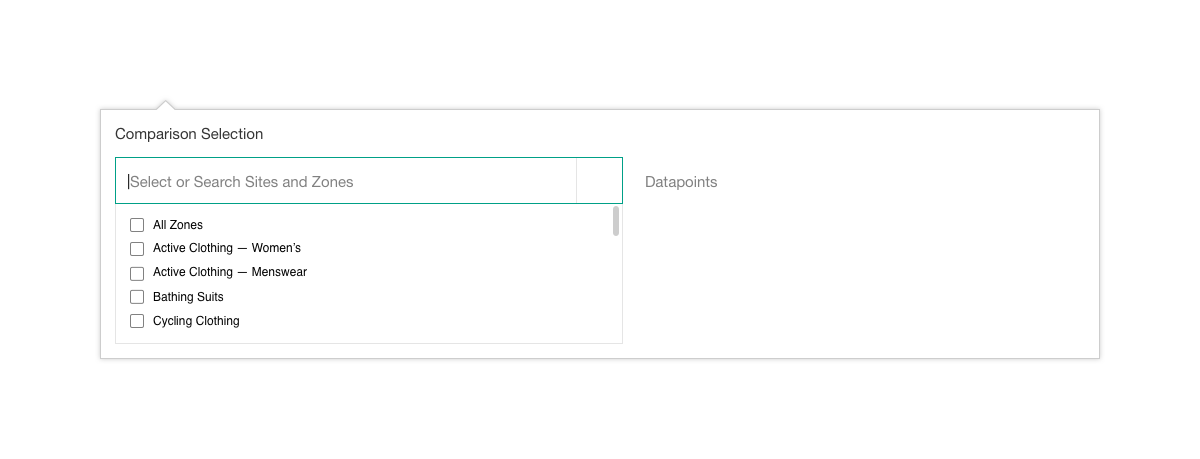 Comparison Selection
Select or Search Sites and Zones
Datapoints
All Zones
Active Clothing — Women’s
Active Clothing — Menswear
Bathing Suits
Cycling Clothing